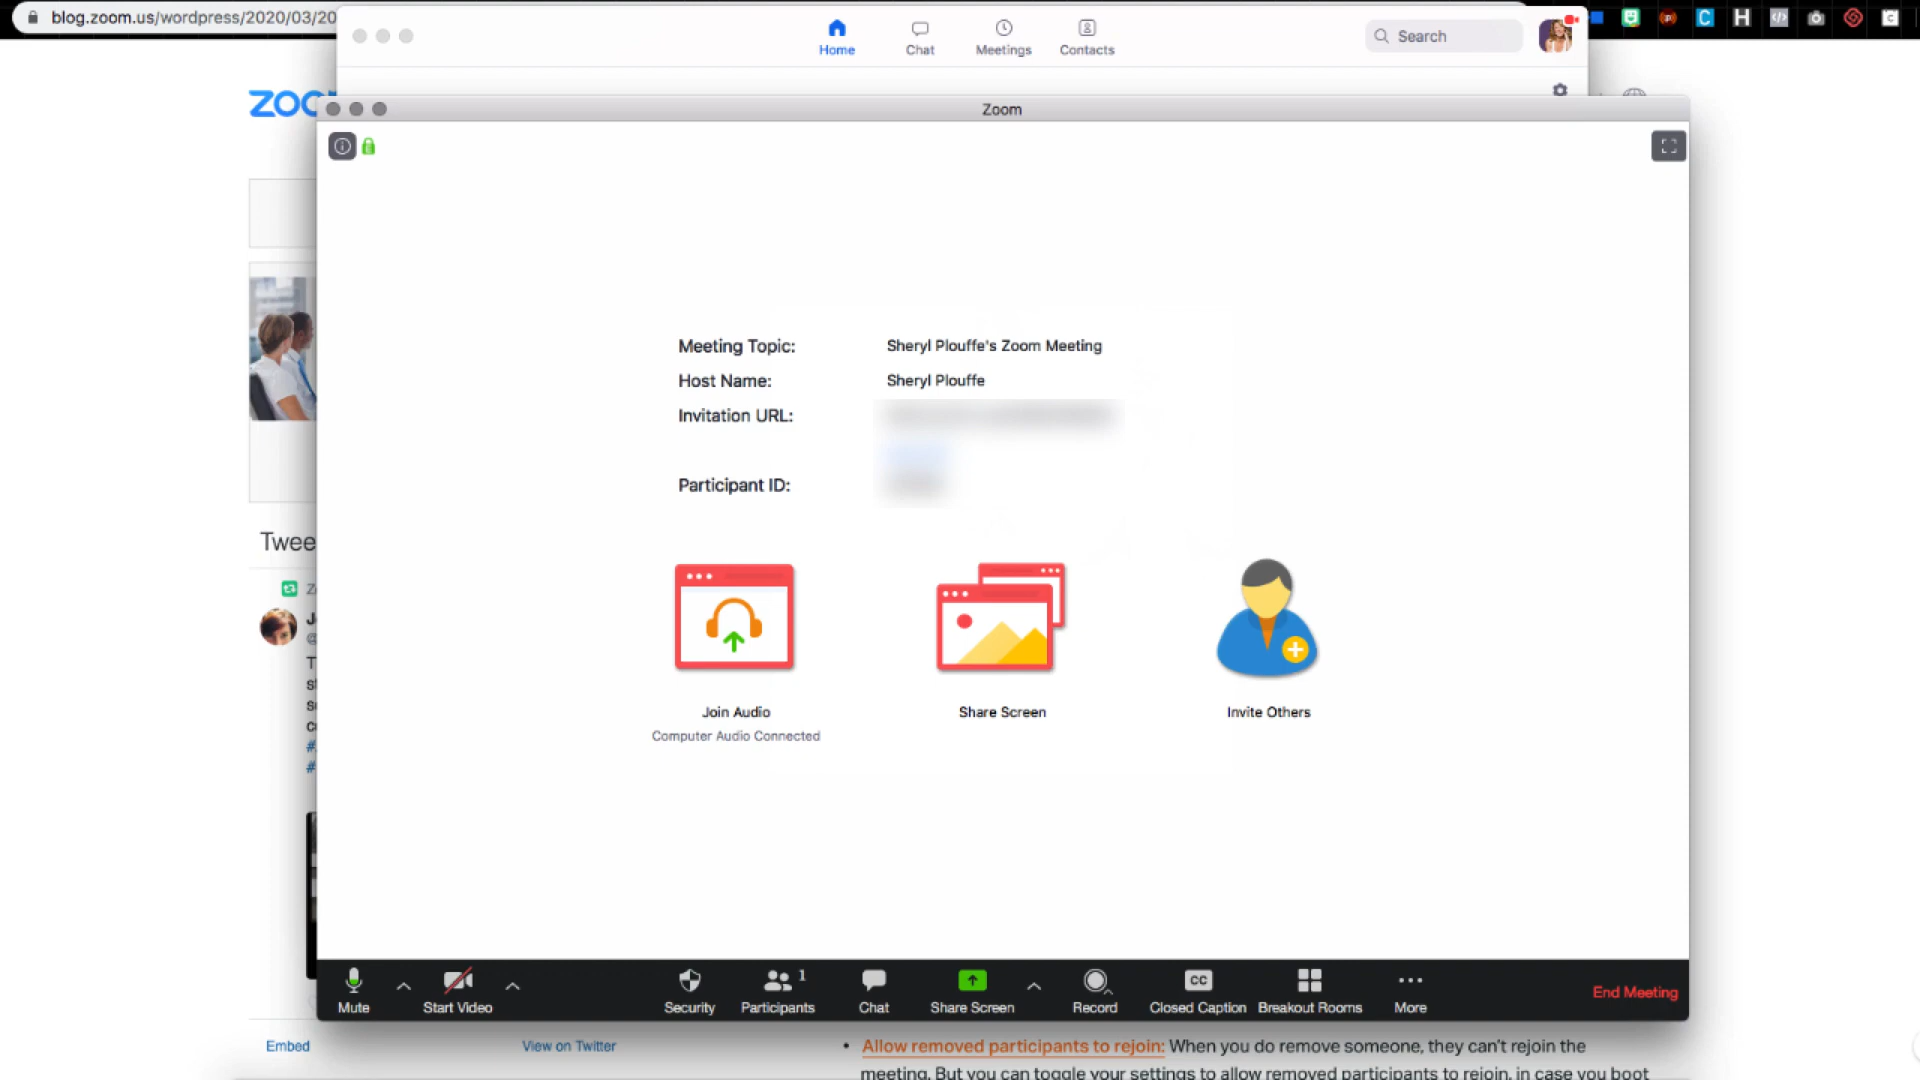 blog.zoom.us/wordpress/2020/03/20
Home
Chat
Meetings
Contacts
Search
ZOO
Zoom
Meeting Topic: Sheryl Plouffe's Zoom Meeting
Host Name: Sheryl Plouffe
Invitation URL:
Participant ID:
Twee
Join Audio
Computer Audio Connected
Share Screen
Invite Others
Mute
Start Video
Security
Participants
1
Chat
Share Screen
Record
CC
Closed Caption
Breakout Rooms
More
End Meeting
Embed
View on Twitter
• Allow removed participants to rejoin: When you do remove someone, they can't rejoin the
meeting. But you can toggle your settings to allow removed participants to rejoin, in case you boot